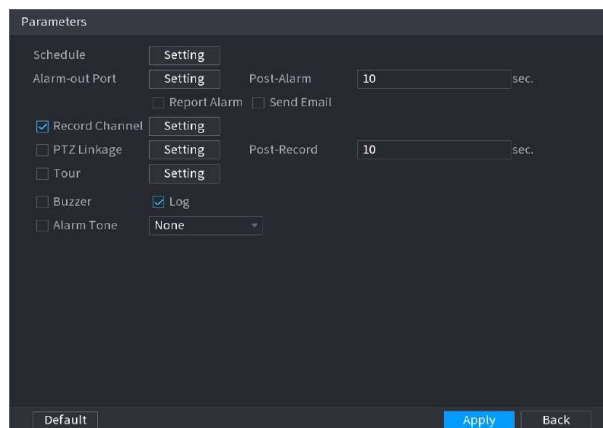 Parameters
Schedule Setting
Alarm-out Port Setting Post-Alarm 10 sec.
Report Alarm Send Email
Record Channel Setting
PTZ Linkage Setting Post-Record 10 sec.
Tour Setting
Buzzer Log
Alarm Tone None
Default Apply Back